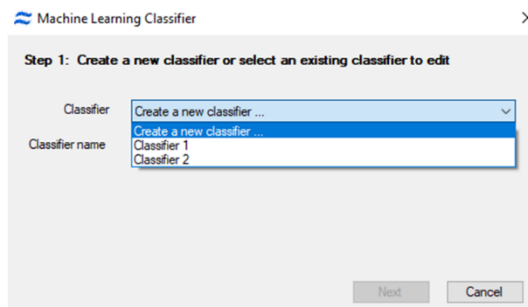 Machine Learning Classifier
Step 1: Create a new classifier or select an existing classifier to edit
Classifier
Create a new classifier ...
Create a new classifier ...
Classifier 1
Classifier name
Classifier 2
Next
Cancel